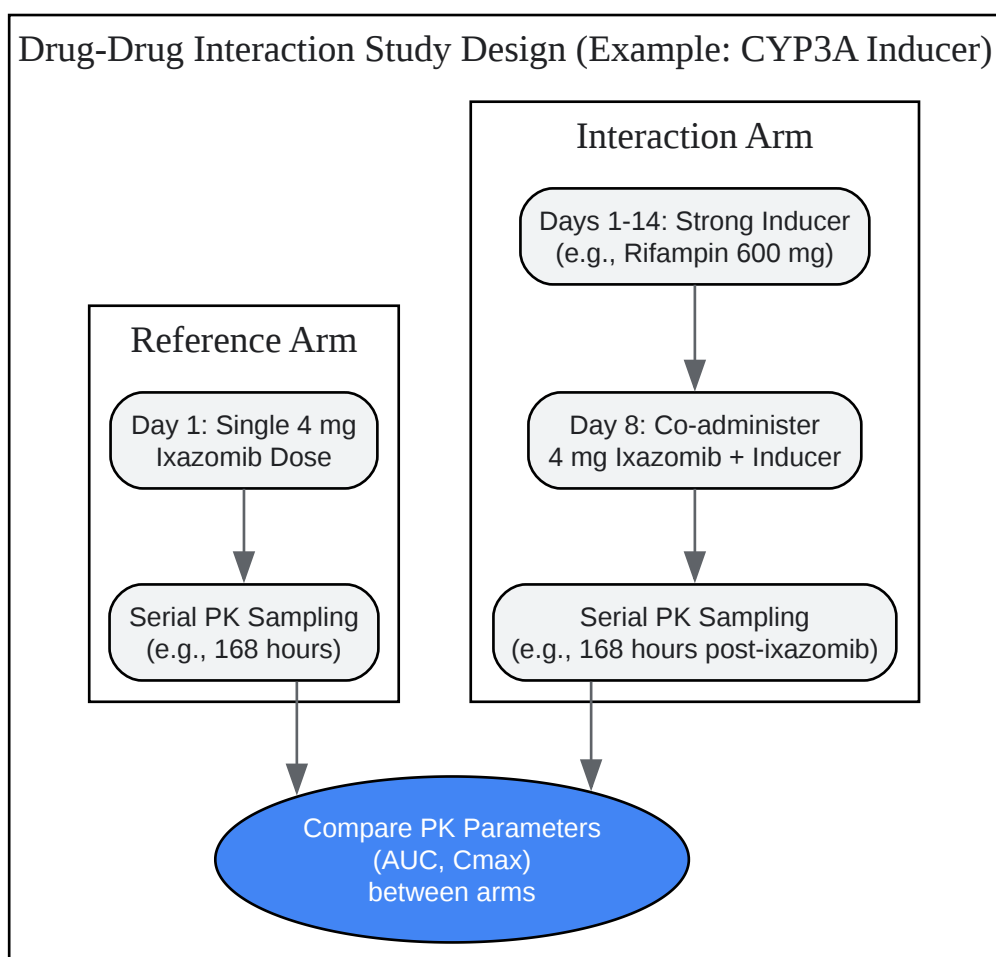 Drug-Drug Interaction Study Design (Example: CYP3A Inducer)
Reference Arm
Day 1: Single 4 mg
Ixazomib Dose
Serial PK Sampling
(e.g., 168 hours)
Interaction Arm
Days 1-14: Strong Inducer
(e.g., Rifampin 600 mg)
Day 8: Co-administer
4 mg Ixazomib + Inducer
Serial PK Sampling
(e.g., 168 hours post-ixazomib)
Compare PK Parameters
(AUC, Cmax)
between arms